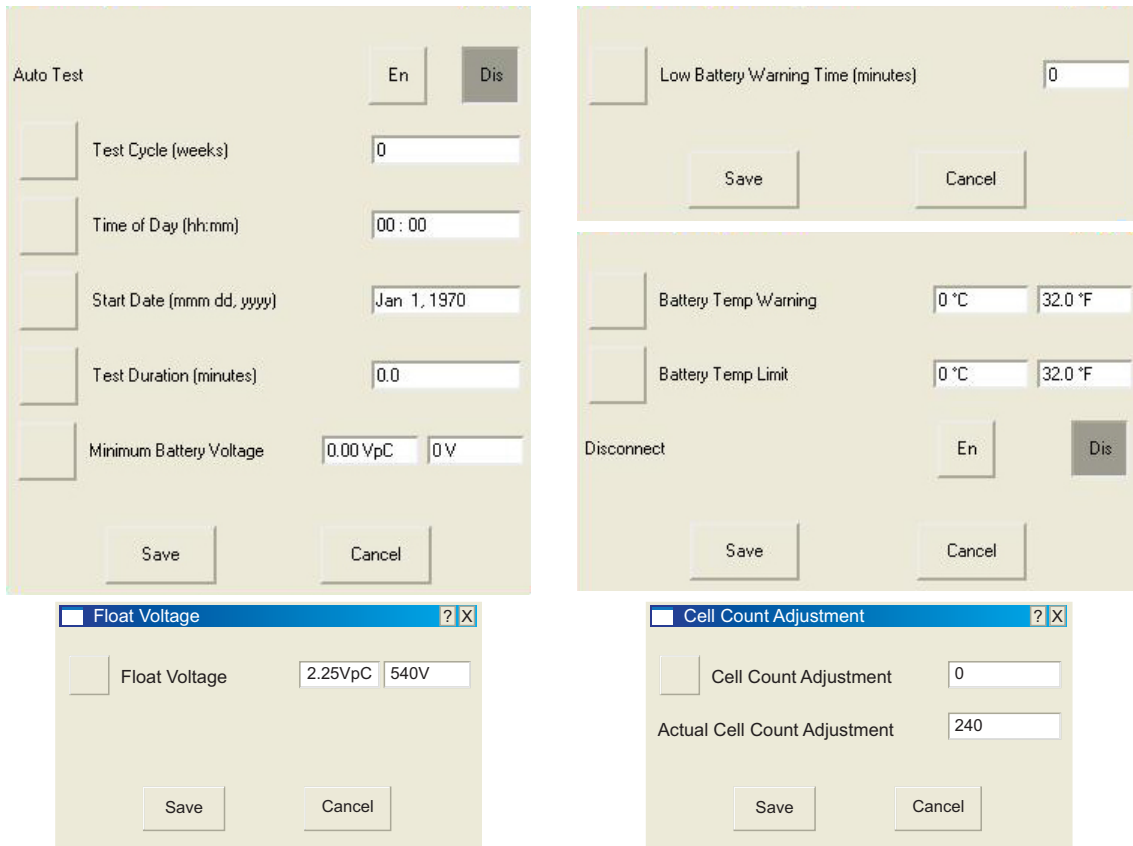 Auto Test En Dis
Test Cycle (weeks) 0
Time of Day (hh:mm) 00 : 00
Start Date (mmm dd, yyyy) Jan 1, 1970
Test Duration (minutes) 0.0
Minimum Battery Voltage 0.00 VpC 0 V
Save Cancel
Low Battery Warning Time (minutes) 0
Save Cancel
Battery Temp Warning 0 °C 32.0 °F
Battery Temp Limit 0 °C 32.0 °F
Disconnect En Dis
Save Cancel
Float Voltage ? X
Float Voltage 2.25VpC 540V
Save Cancel
Cell Count Adjustment ? X
Cell Count Adjustment 0
Actual Cell Count Adjustment 240
Save Cancel